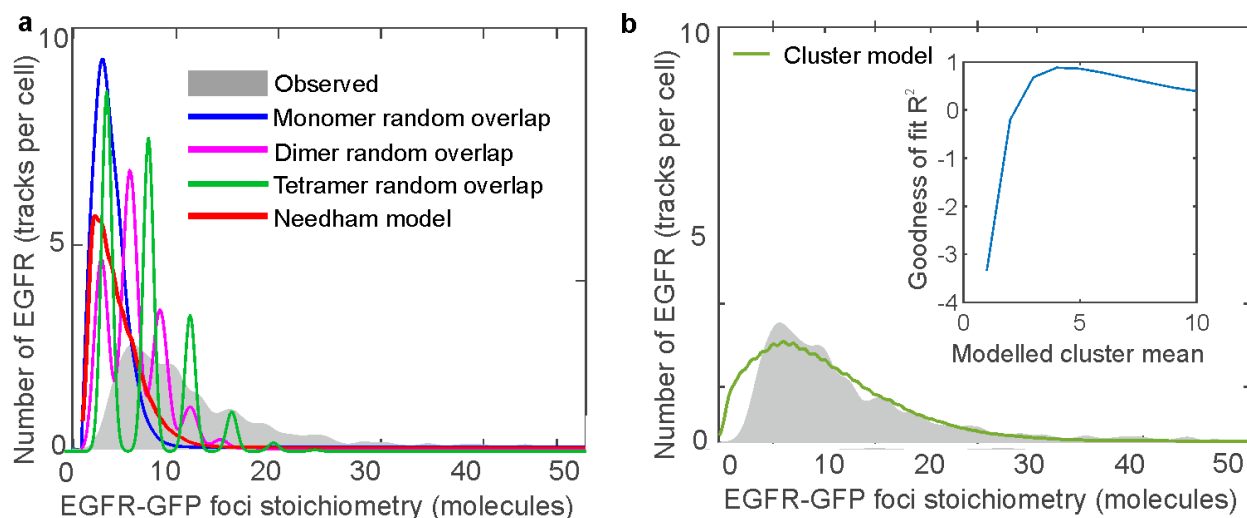 a
Number of EGFR (tracks per cell)
10
5
0
Observed
Monomer random overlap
Dimer random overlap
Tetramer random overlap
Needham model
0 10 20 30 40 50
EGFR-GFP foci stoichiometry (molecules)
b
Number of EGFR (tracks per cell)
10
5
0
Cluster model
Goodness of fit R²
1
0
-1
-2
-3
-4
0 5 10
Modelled cluster mean
0 10 20 30 40 50
EGFR-GFP foci stoichiometry (molecules)